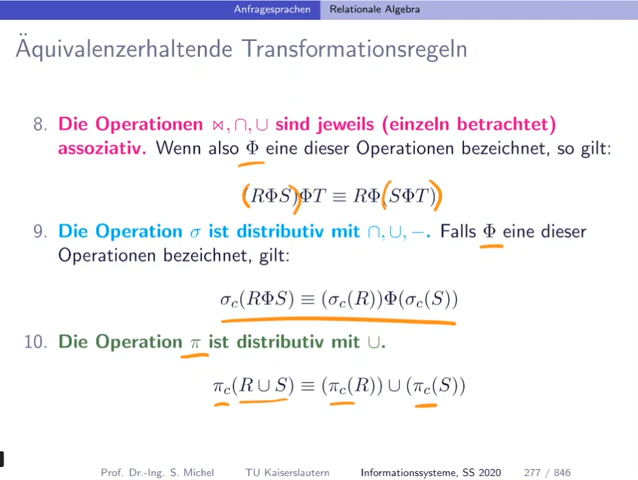 Anfragesprachen Relationale Algebra
Äquivalenzerhaltende Transformationsregeln
8. Die Operationen ⋈, ∩, ∪ sind jeweils (einzeln betrachtet)
assoziativ. Wenn also Φ eine dieser Operationen bezeichnet, so gilt:
(RΦS)ΦT ≡ RΦ(SΦT)
9. Die Operation σ ist distributiv mit ∩, ∪, −. Falls Φ eine dieser
Operationen bezeichnet, gilt:
σc(RΦS) ≡ (σc(R))Φ(σc(S))
10. Die Operation π ist distributiv mit ∪.
πc(R ∪ S) ≡ (πc(R)) ∪ (πc(S))
Prof. Dr.-Ing. S. Michel TU Kaiserslautern Informationssysteme, SS 2020 277 / 846